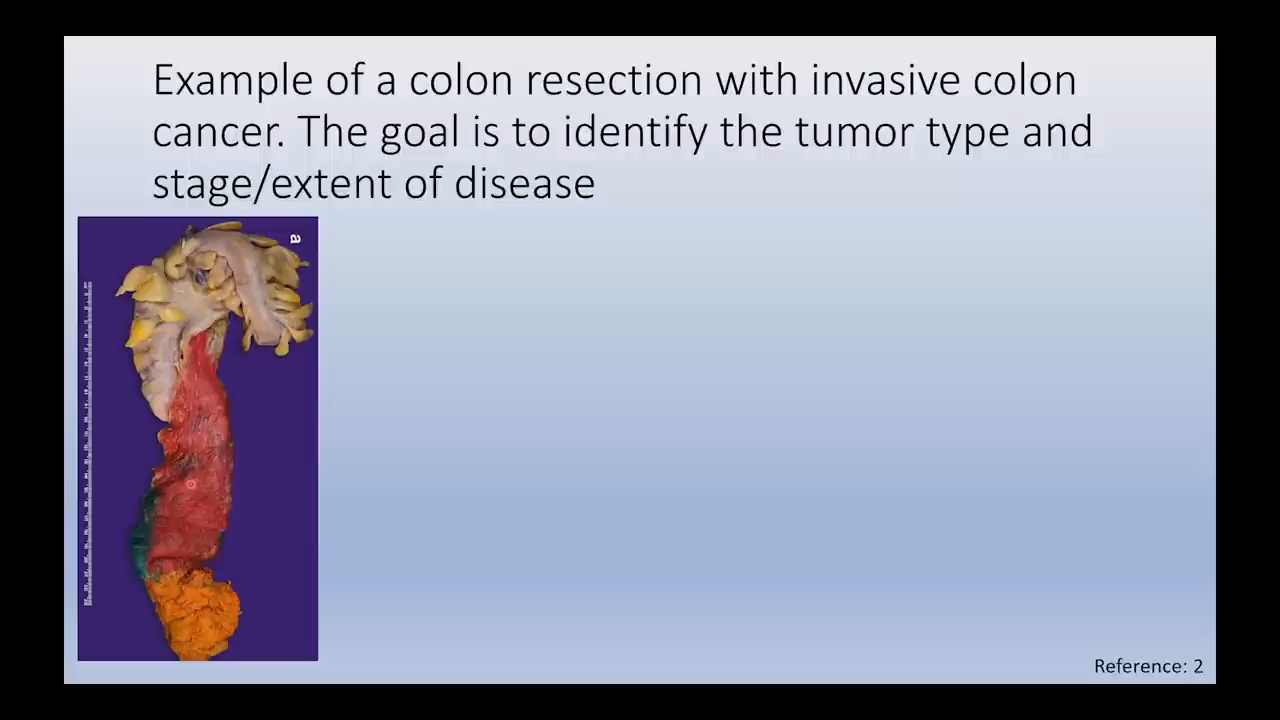 Example of a colon resection with invasive colon
cancer. The goal is to identify the tumor type and
stage/extent of disease
a
Reference: 2